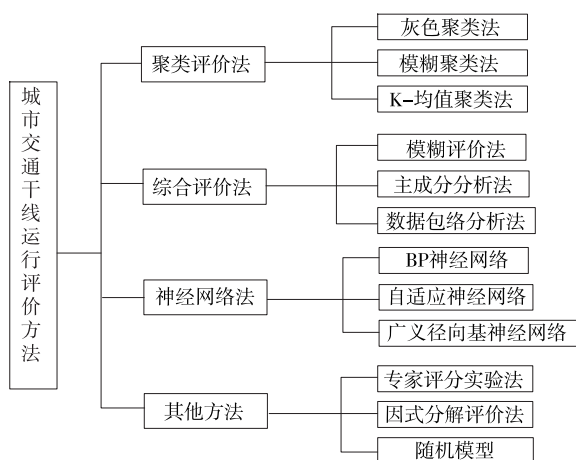 城市交通干线运行评价方法
聚类评价法
灰色聚类法
模糊聚类法
K-均值聚类法
综合评价法
模糊评价法
主成分分析法
数据包络分析法
神经网络法
BP神经网络
自适应神经网络
广义径向基神经网络
其他方法
专家评分实验法
因式分解评价法
随机模型